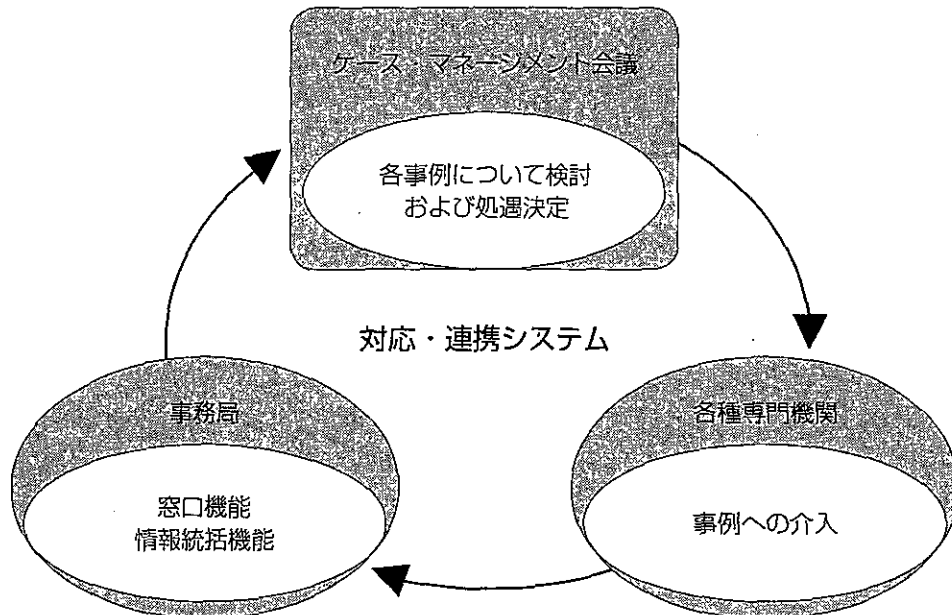 ケース・マネージメント会議
各事例について検討
および処遇決定
対応・連携システム
事務局
窓口機能
情報統括機能
各種専門機関
事例への介入